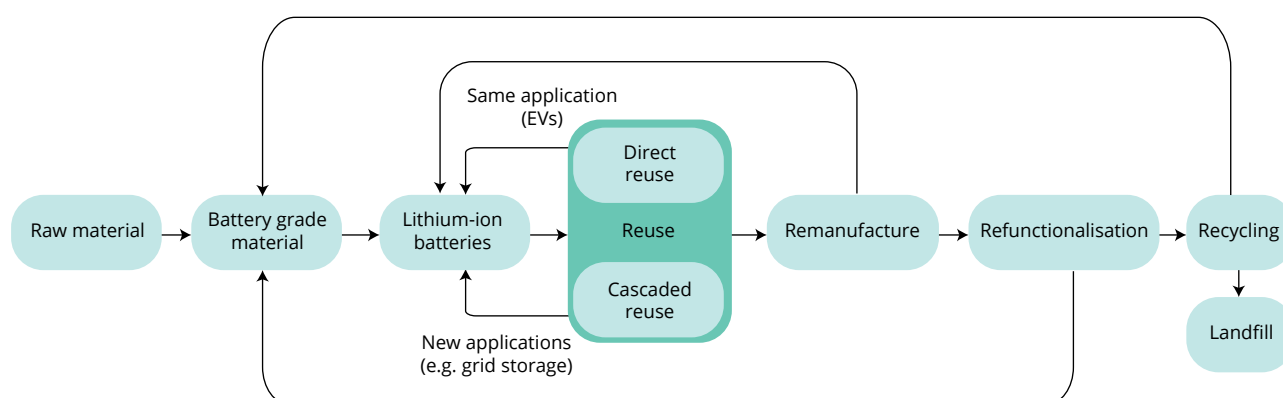 Same application
(EVs)
Direct
reuse
Raw material
Battery grade
material
Lithium-ion
batteries
Reuse
Remanufacture
Refunctionalisation
Recycling
Cascaded
reuse
New applications
(e.g. grid storage)
Landfill